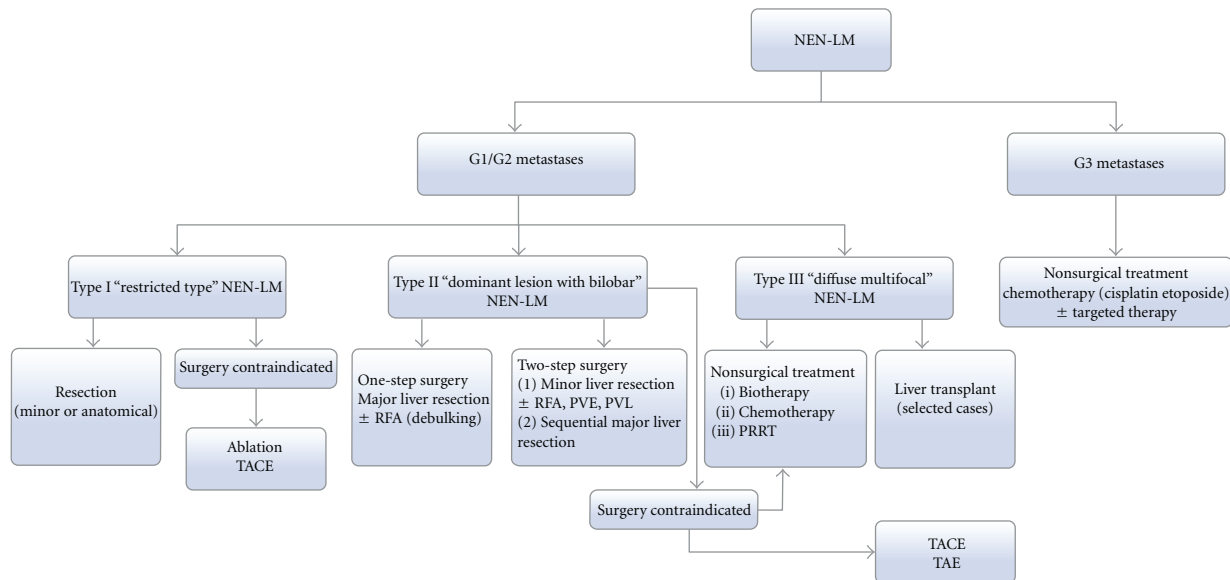 NEN-LM
G1/G2 metastases
G3 metastases
Type I “restricted type” NEN-LM
Type II “dominant lesion with bilobar”
NEN-LM
Type III “diffuse multifocal”
NEN-LM
Nonsurgical treatment
chemotherapy (cisplatin etoposide)
± targeted therapy
Resection
(minor or anatomical)
Surgery contraindicated
Ablation
TACE
One-step surgery
Major liver resection
± RFA (debulking)
Two-step surgery
(1) Minor liver resection
± RFA, PVE, PVL
(2) Sequential major liver
resection
Nonsurgical treatment
(i) Biotherapy
(ii) Chemotherapy
(iii) PRRT
Liver transplant
(selected cases)
Surgery contraindicated
TACE
TAE